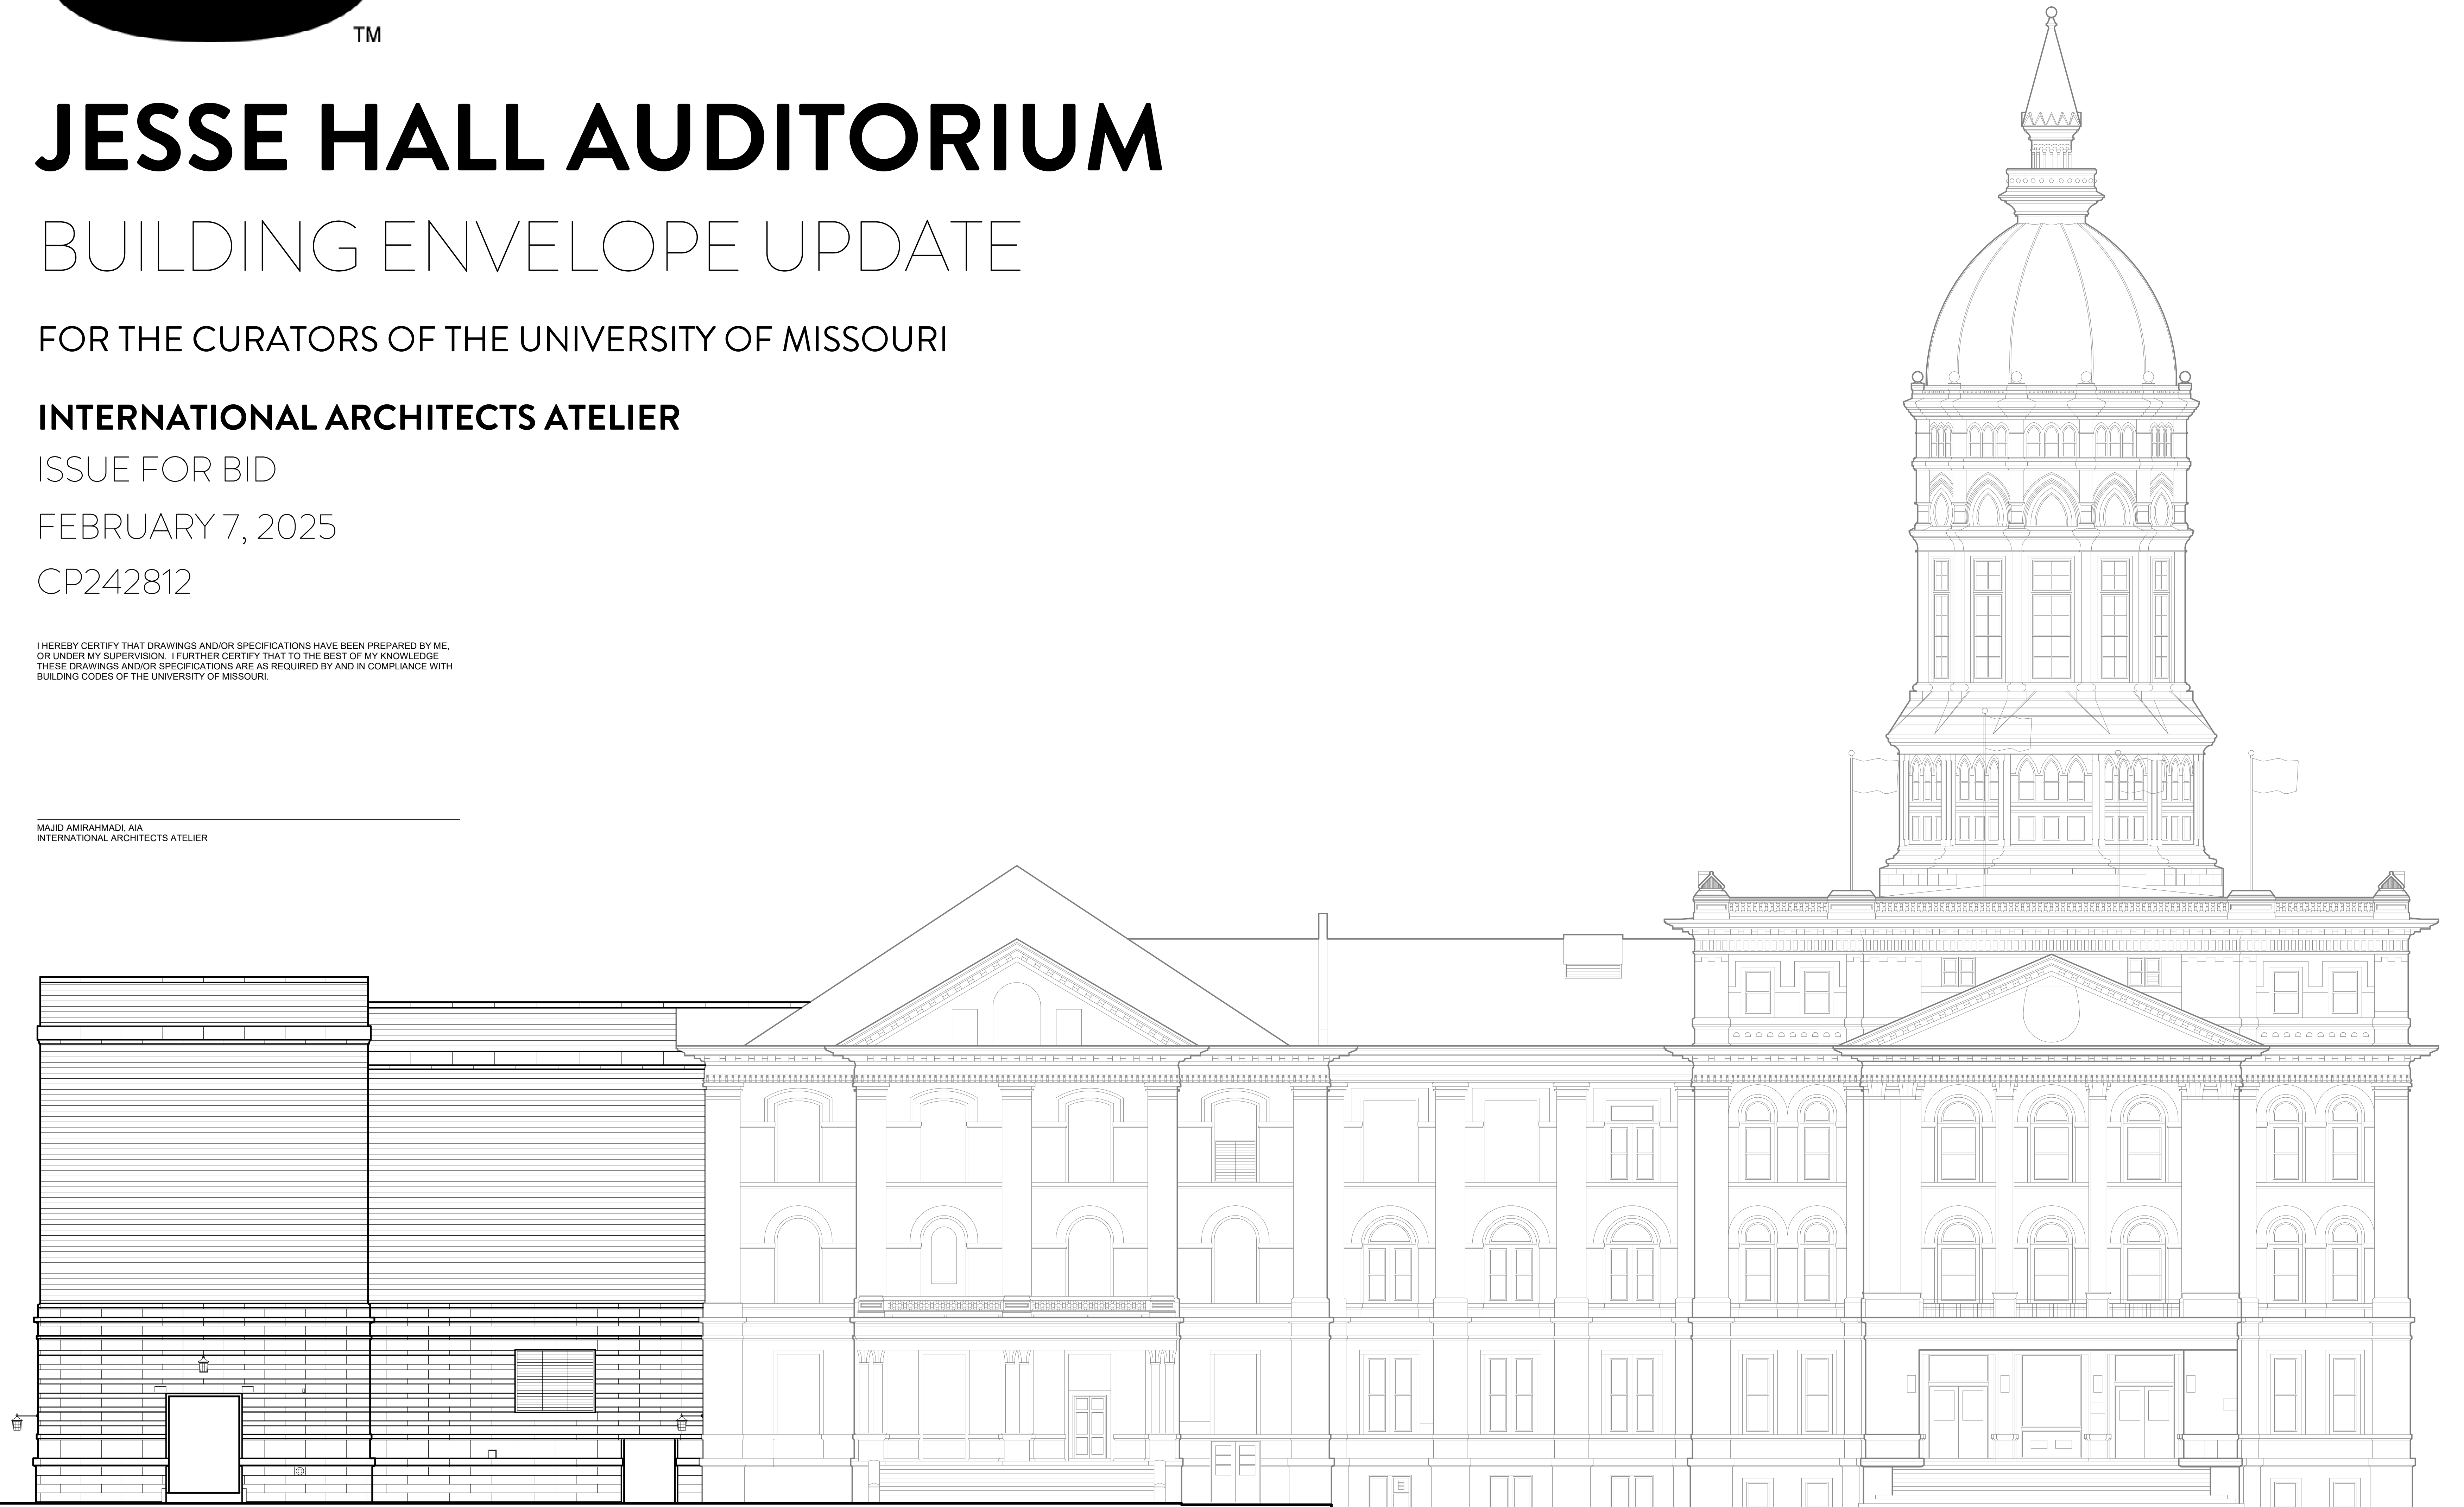 TM
JESSE HALL AUDITORIUM
BUILDING ENVELOPE UPDATE
FOR THE CURATORS OF THE UNIVERSITY OF MISSOURI
INTERNATIONAL ARCHITECTS ATELIER
ISSUE FOR BID
FEBRUARY 7, 2025
CP242812
I HEREBY CERTIFY THAT DRAWINGS AND/OR SPECIFICATIONS HAVE BEEN PREPARED BY ME,
OR UNDER MY SUPERVISION. I FURTHER CERTIFY THAT TO THE BEST OF MY KNOWLEDGE
THESE DRAWINGS AND/OR SPECIFICATIONS ARE AS REQUIRED BY AND IN COMPLIANCE WITH
BUILDING CODES OF THE UNIVERSITY OF MISSOURI.
MAJID AMIRAHMADI, AIA
INTERNATIONAL ARCHITECTS ATELIER